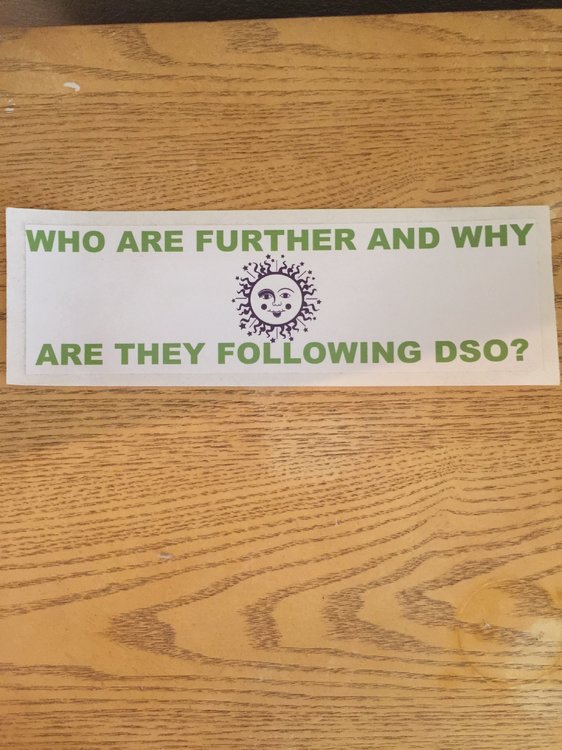 WHO ARE FURTHER AND WHY
ARE THEY FOLLOWING DSO?